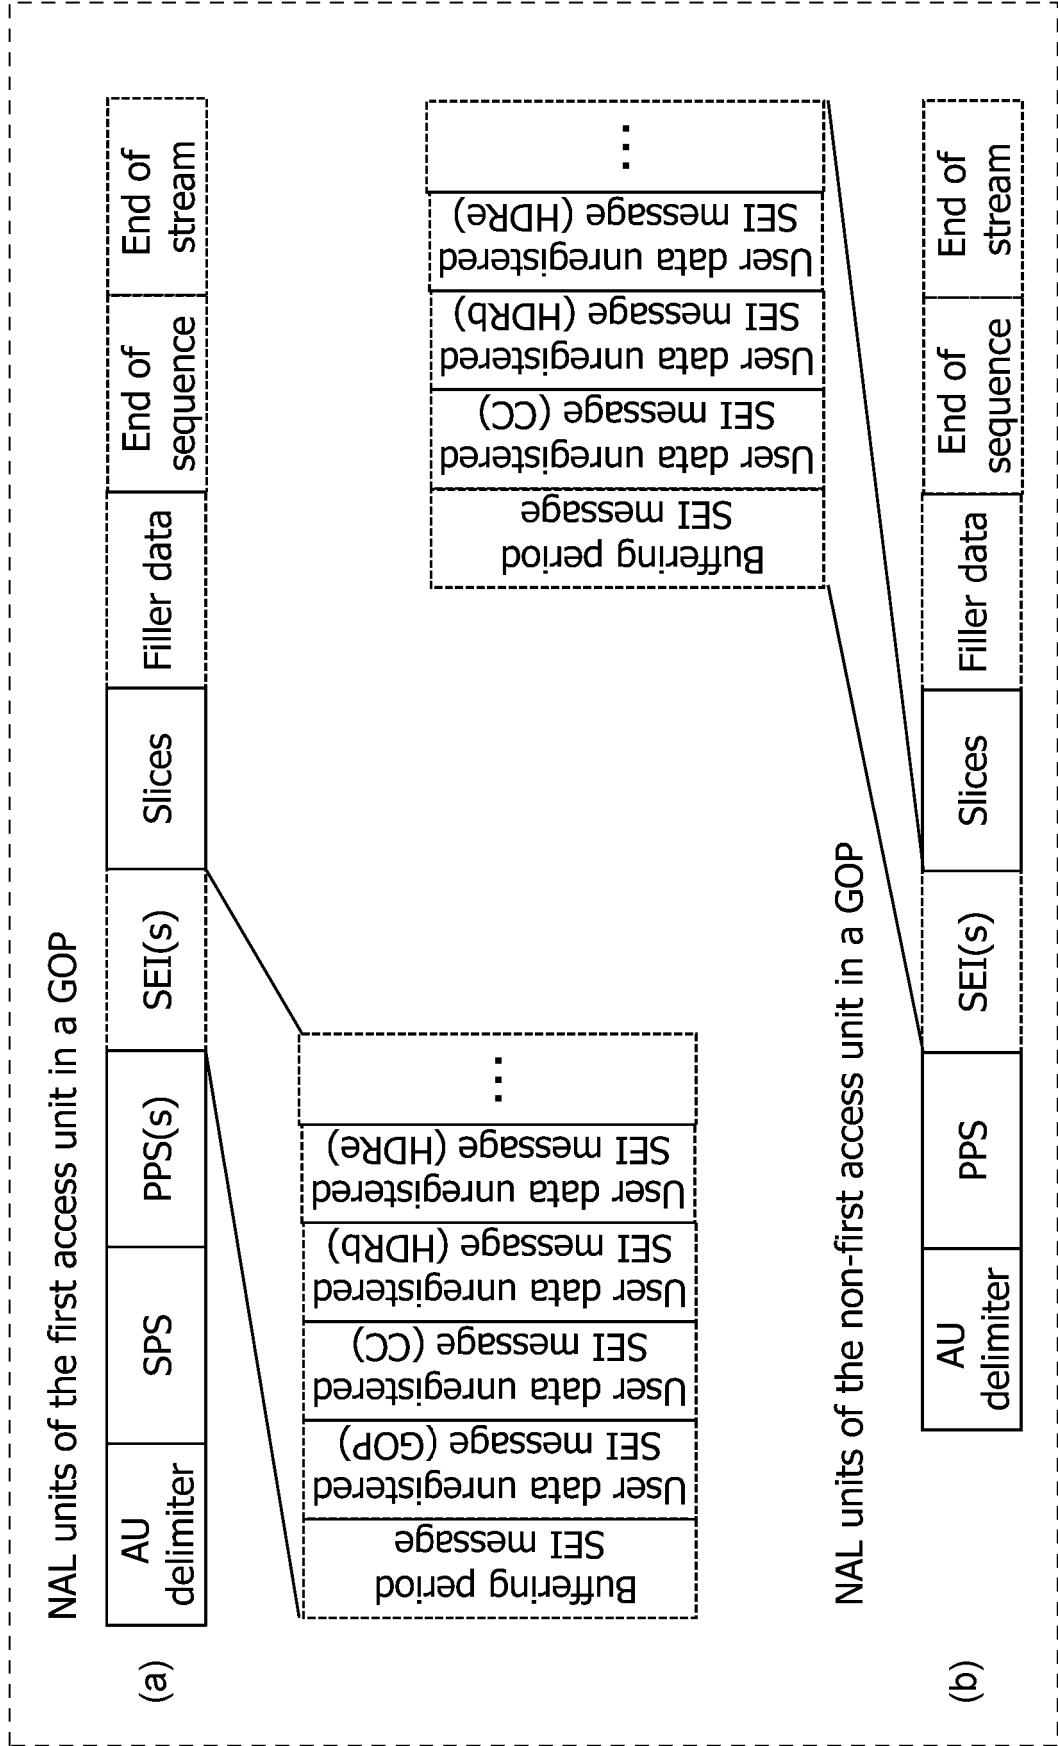 NAL units of the first access unit in a GOP
(a)
AU
delimiter
SPS
PPS(s)
SEI(s)
Slices
Filler data
End of
sequence
End of
stream
Buffering period
SEI message
User data unregistered
SEI message (GOP)
User data unregistered
SEI message (CC)
User data unregistered
SEI message (HDRb)
User data unregistered
SEI message (HDRe)
...
Buffering period
SEI message
User data unregistered
SEI message (CC)
User data unregistered
SEI message (HDRb)
User data unregistered
SEI message (HDRe)
...
NAL units of the non-first access unit in a GOP
(b)
AU
delimiter
PPS
SEI(s)
Slices
Filler data
End of
sequence
End of
stream